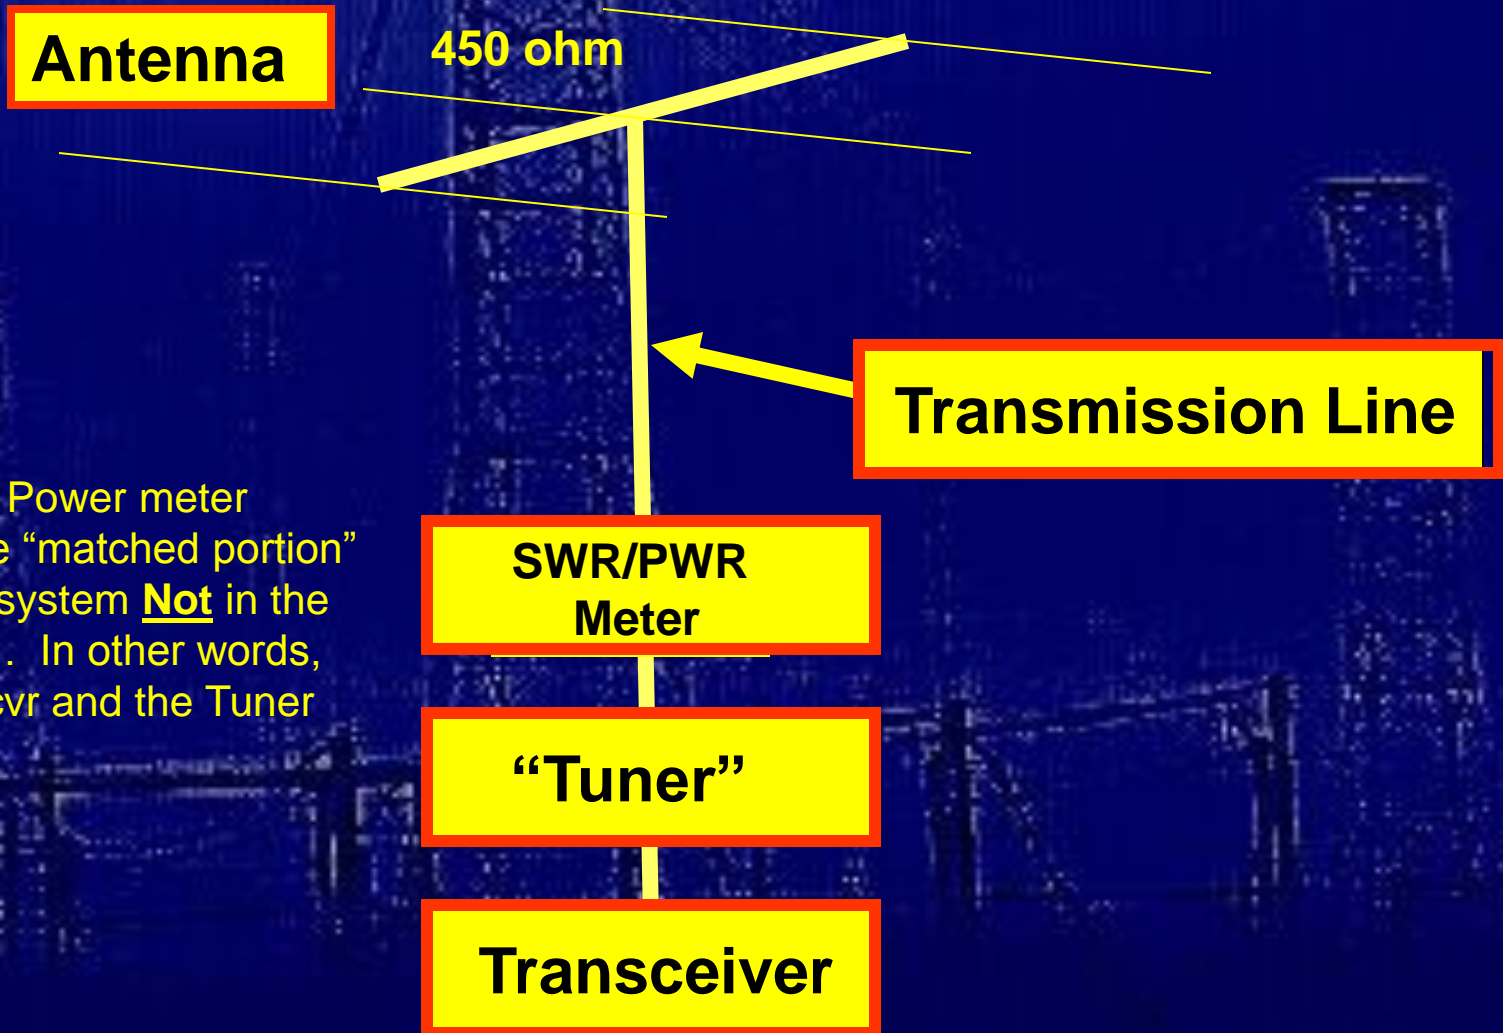 Antenna
450 ohm
Transmission Line
Power meter
e “matched portion”
system Not in the
. In other words,
cvr and the Tuner
SWR/PWR
Meter
“Tuner”
Transceiver